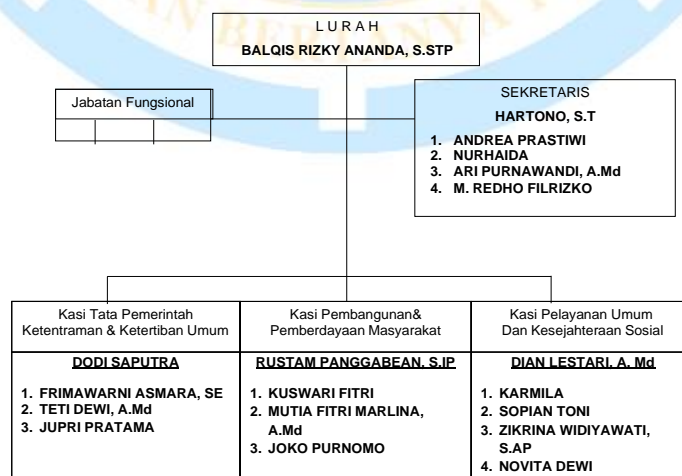 AN BERTANYA
L U R A H
BALQIS RIZKY ANANDA, S.STP
Jabatan Fungsional
SEKRETARIS
HARTONO, S.T
1. ANDREA PRASTIWI
2. NURHAIDA
3. ARI PURNAWANDI, A.Md
4. M. REDHO FILRIZKO
Kasi Tata Pemerintah
Ketentraman & Ketertiban Umum
DODI SAPUTRA
1. FRIMAWARNI ASMARA, SE
2. TETI DEWI, A.Md
3. JUPRI PRATAMA
Kasi Pembangunan&
Pemberdayaan Masyarakat
RUSTAM PANGGABEAN. S.IP
1. KUSWARI FITRI
2. MUTIA FITRI MARLINA,
A.Md
3. JOKO PURNOMO
Kasi Pelayanan Umum
Dan Kesejahteraan Sosial
DIAN LESTARI. A. Md
1. KARMILA
2. SOPIAN TONI
3. ZIKRINA WIDIYAWATI,
S.AP
4. NOVITA DEWI